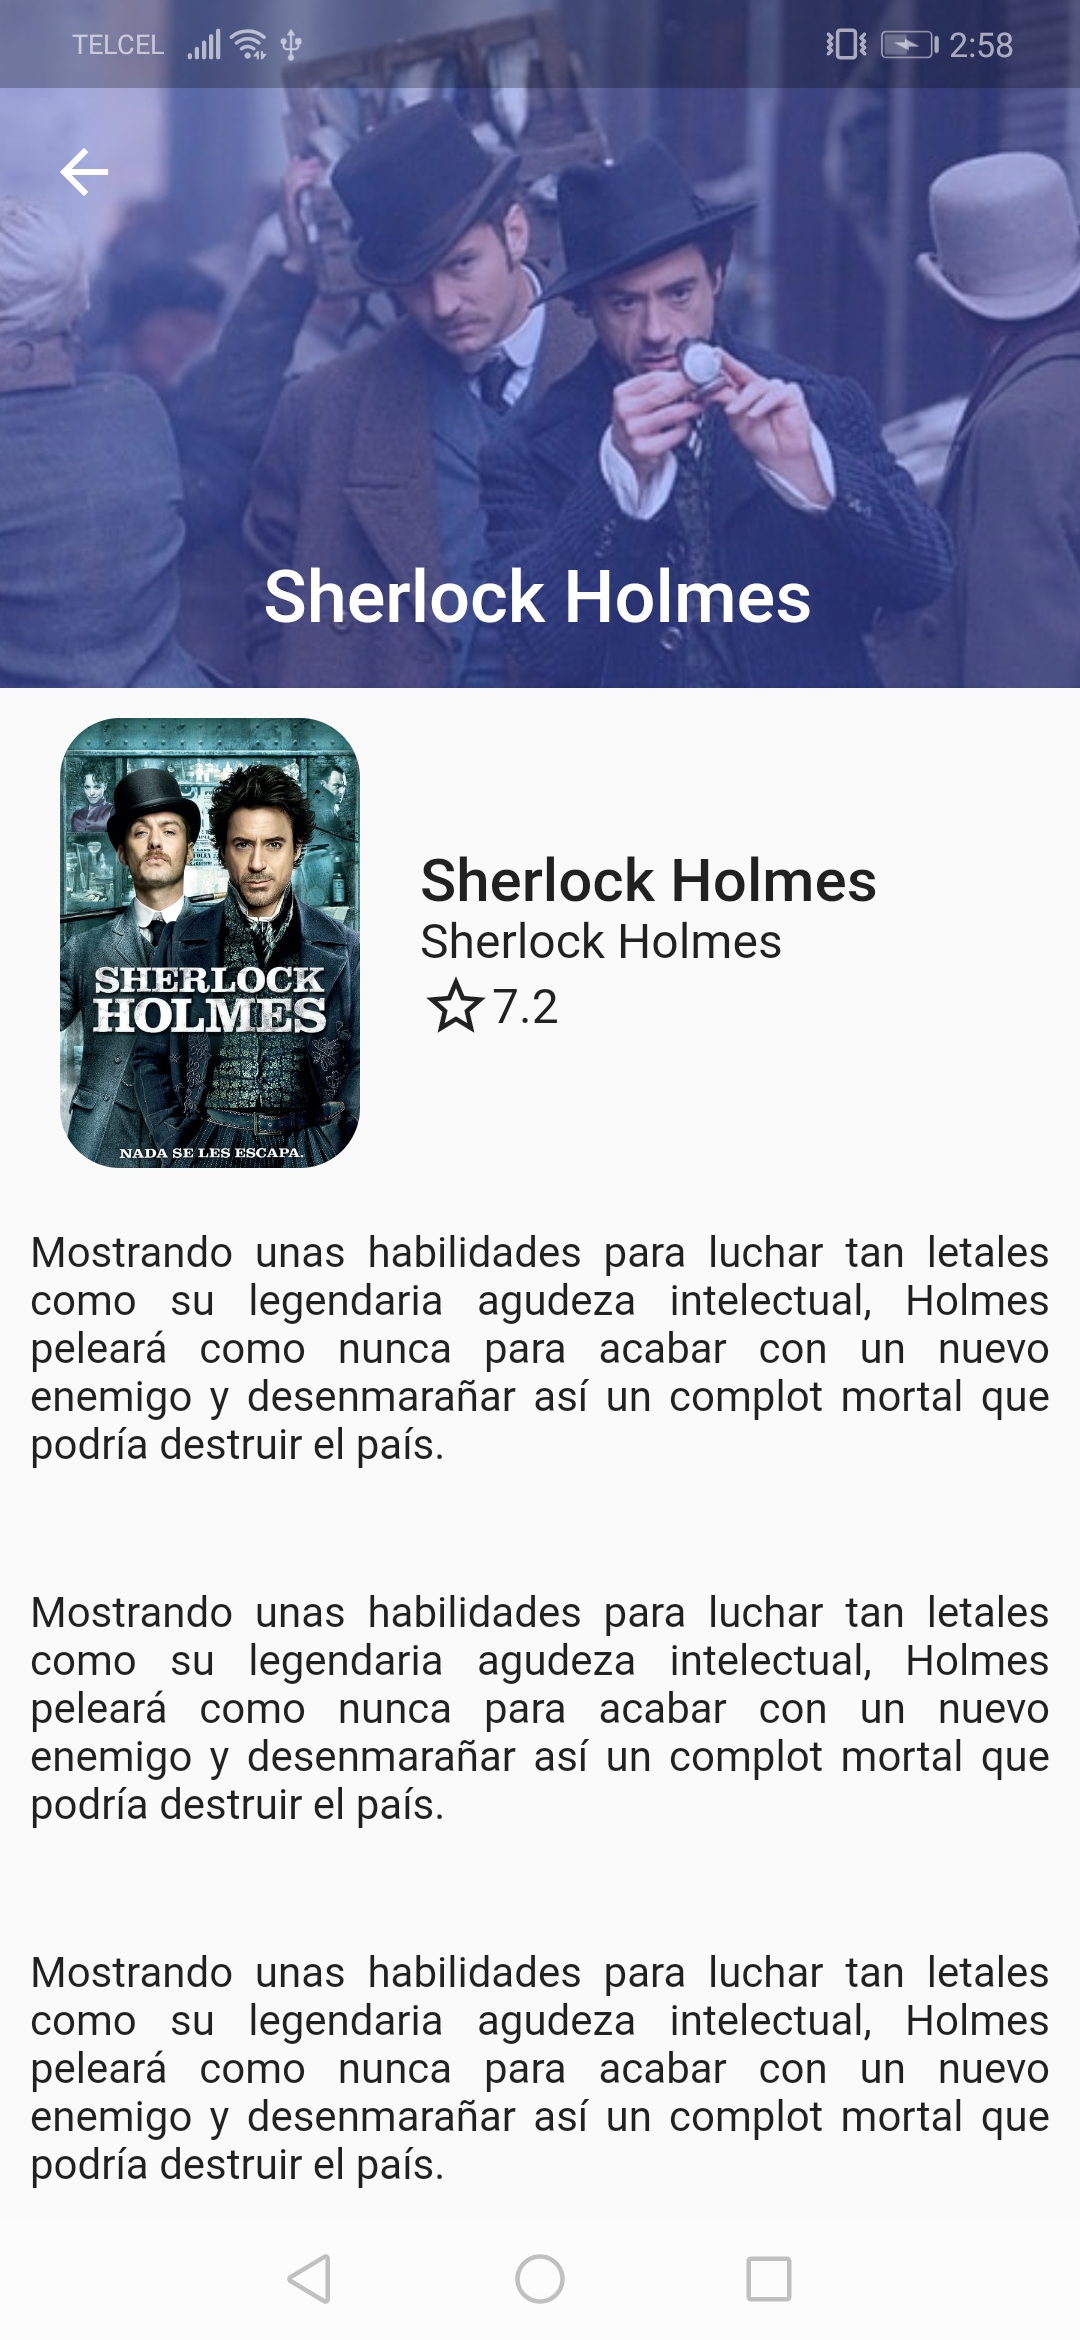 TELCEL 2:58
Sherlock Holmes
SHERLOCK
HOLMES
NADA SE LES ESCAPA.
Sherlock Holmes
Sherlock Holmes
7.2
Mostrando unas habilidades para luchar tan letales
como su legendaria agudeza intelectual, Holmes
peleará como nunca para acabar con un nuevo
enemigo y desenmarañar así un complot mortal que
podría destruir el país.
Mostrando unas habilidades para luchar tan letales
como su legendaria agudeza intelectual, Holmes
peleará como nunca para acabar con un nuevo
enemigo y desenmarañar así un complot mortal que
podría destruir el país.
Mostrando unas habilidades para luchar tan letales
como su legendaria agudeza intelectual, Holmes
peleará como nunca para acabar con un nuevo
enemigo y desenmarañar así un complot mortal que
podría destruir el país.